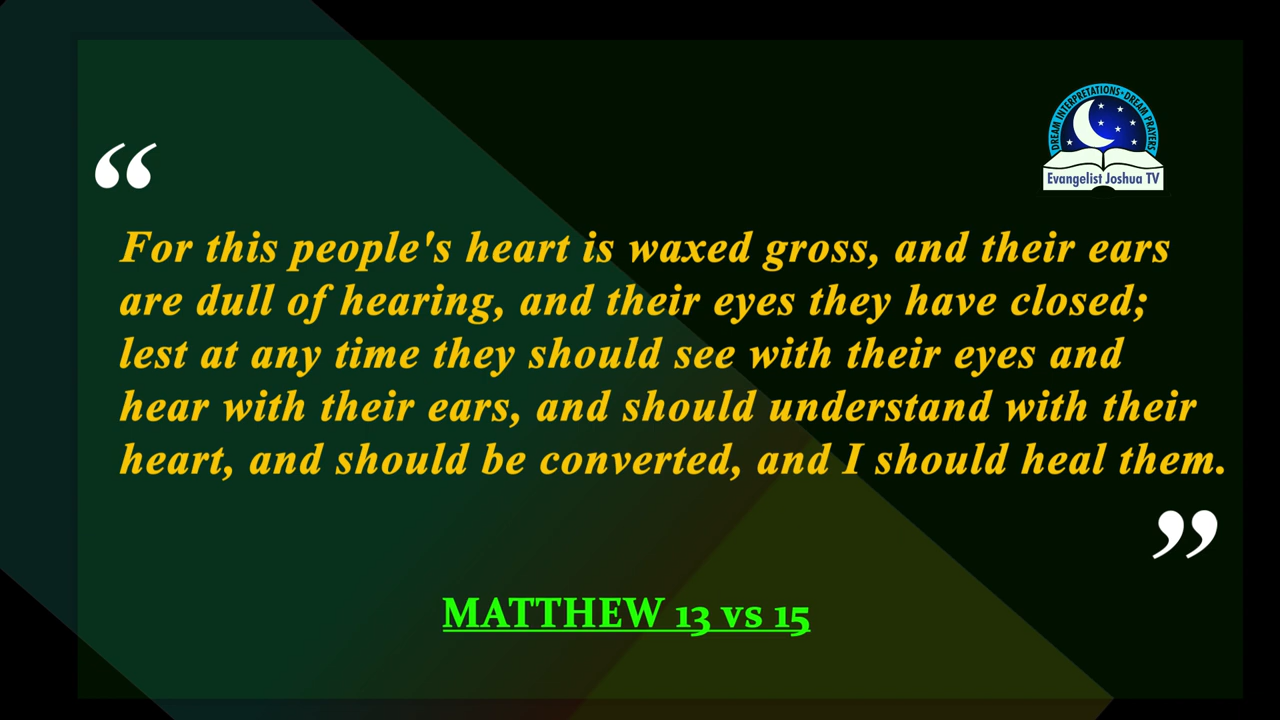 DREAM INTERPRETATIONS • DREAM PRAYERS
Evangelist Joshua TV
“
For this people's heart is waxed gross, and their ears
are dull of hearing, and their eyes they have closed;
lest at any time they should see with their eyes and
hear with their ears, and should understand with their
heart, and should be converted, and I should heal them.
”
MATTHEW 13 vs 15